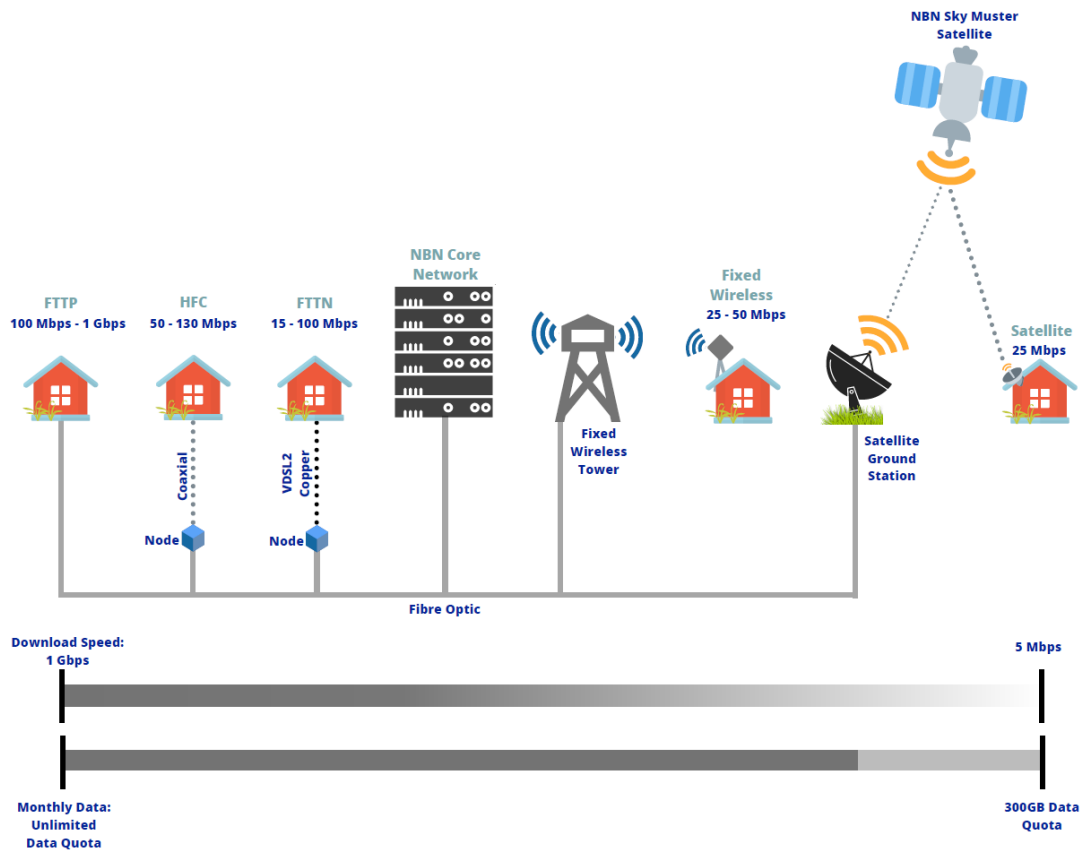 NBN Sky Muster
Satellite
NBN Core
Network
FTTP
100 Mbps - 1 Gbps
HFC
50 - 130 Mbps
FTTN
15 - 100 Mbps
Fixed
Wireless
25 - 50 Mbps
Satellite
25 Mbps
Fixed
Wireless
Tower
Satellite
Ground
Station
Coaxial
VDSL2
Copper
Node
Node
Fibre Optic
Download Speed:
1 Gbps
5 Mbps
Monthly Data:
Unlimited
Data Quota
300GB Data
Quota